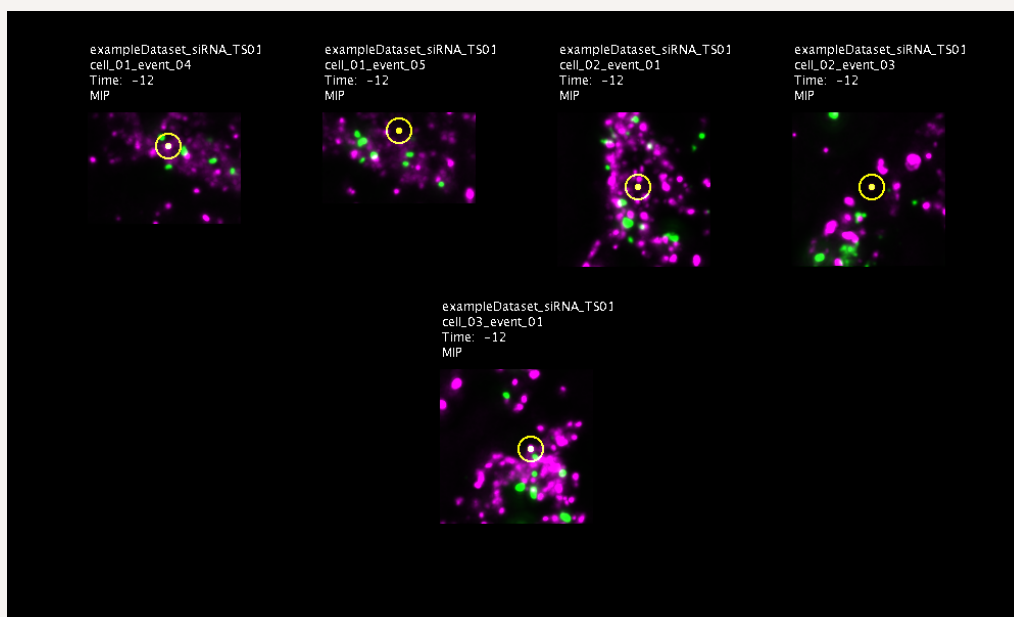 exampleDataset_siRNA_TS01
cell_01_event_04
Time: -12
MIP
exampleDataset_siRNA_TS01
cell_01_event_05
Time: -12
MIP
exampleDataset_siRNA_TS01
cell_02_event_01
Time: -12
MIP
exampleDataset_siRNA_TS01
cell_02_event_03
Time: -12
MIP
exampleDataset_siRNA_TS01
cell_03_event_01
Time: -12
MIP